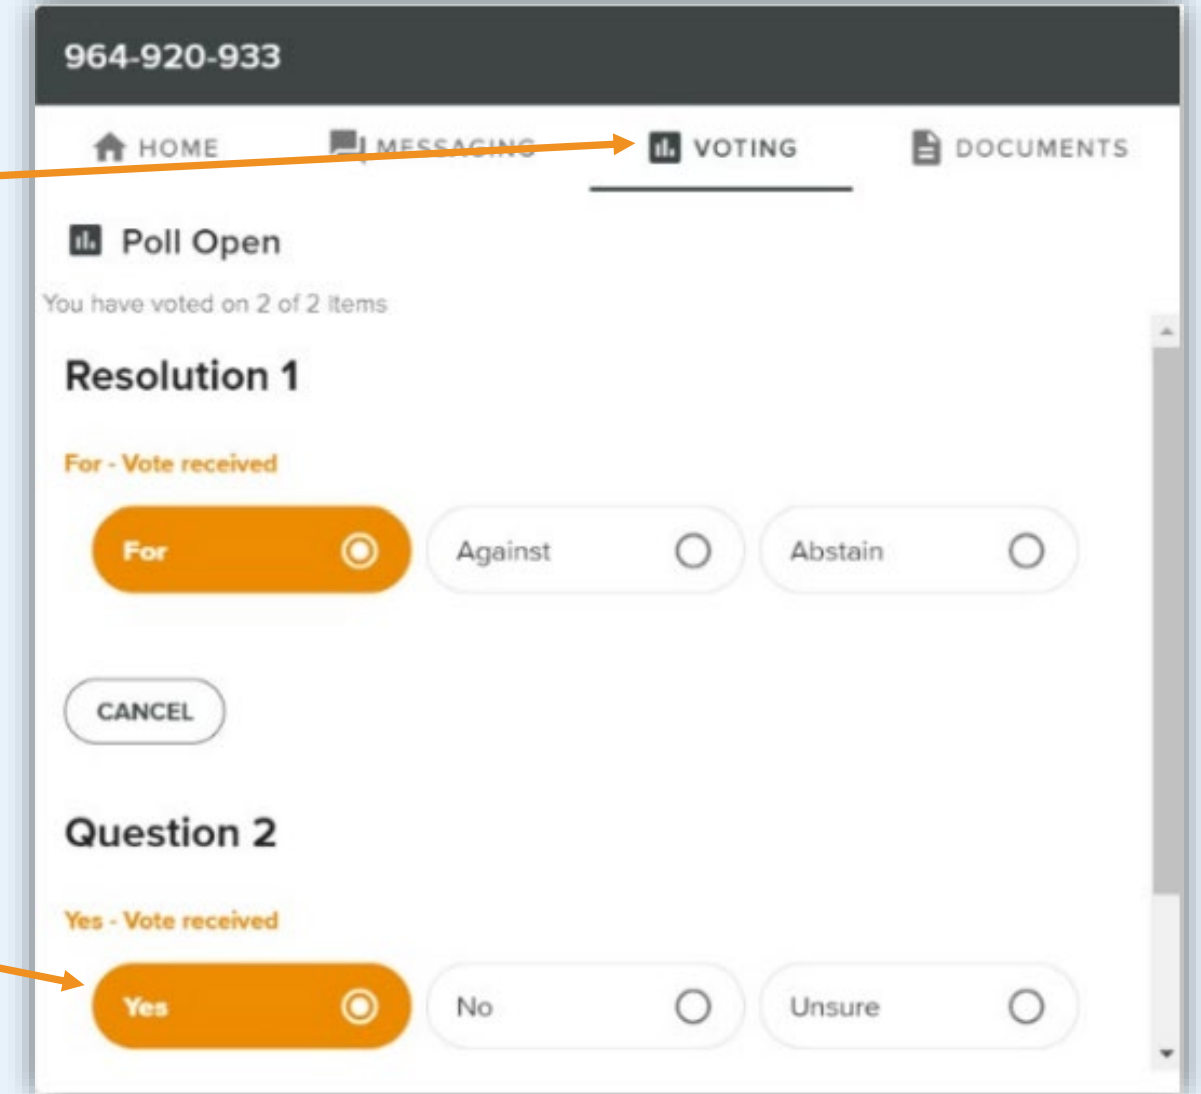 964-920-933
HOME MESSAGING VOTING DOCUMENTS
Poll Open
You have voted on 2 of 2 Items
Resolution 1
For - Vote received
For Against Abstain
CANCEL
Question 2
Yes - Vote received
Yes No Unsure